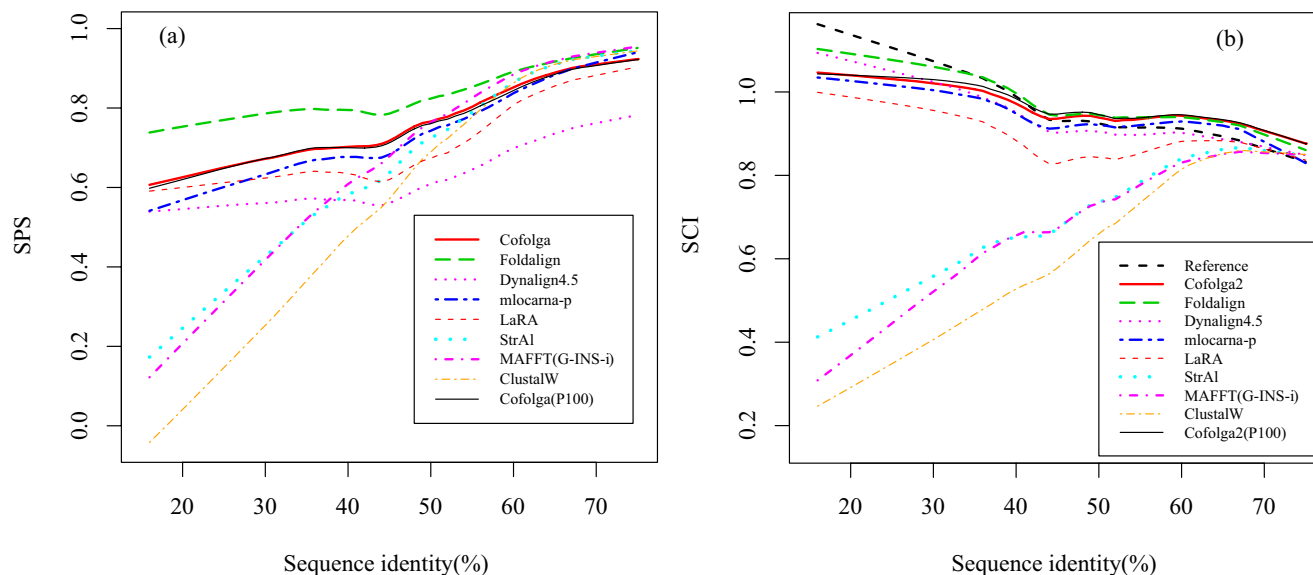 (a)
SPS
1.0
0.8
0.6
0.4
0.2
0.0
Cofolga
Foldalign
Dynalign4.5
mlocarna-p
LaRA
StrAl
MAFFT(G-INS-i)
ClustalW
Cofolga(P100)
20 30 40 50 60 70
Sequence identity(%)
(b)
SCI
1.0
0.8
0.6
0.4
0.2
Reference
Cofolga2
Foldalign
Dynalign4.5
mlocarna-p
LaRA
StrAl
MAFFT(G-INS-i)
ClustalW
Cofolga2(P100)
20 30 40 50 60 70
Sequence identity(%)